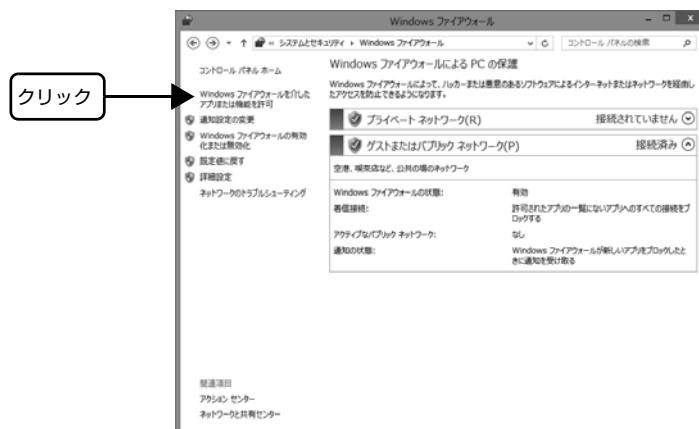 Windows ファイアウォール
システムとセキュリティ Windows ファイアウォール
コントロール パネルの検索
クリック
コントロール パネル ホーム
Windows ファイアウォールを介した
アプリまたは機能を許可
通知設定の変更
Windows ファイアウォールの有効
化または無効化
既定値に戻す
詳細設定
ネットワークのトラブルシューティング
Windows ファイアウォールによる PC の保護
Windows ファイアウォールによって、ハッカーまたは悪意のあるソフトウェアによるインターネットまたはネットワークを経由し
たアクセスを防止できるようになります。
プライベート ネットワーク(R) 接続されていません
ゲストまたはパブリック ネットワーク(P) 接続済み
空港、喫茶店など、公共の場のネットワーク
Windows ファイアウォールの状態: 有効
着信接続: 許可されたアプリの一覧にないアプリへのすべての接続をブ
ロックする
アクティブなパブリック ネットワーク: なし
通知の状態: Windows ファイアウォールが新しいアプリをブロックしたと
きに通知を受け取る
関連項目
アクション センター
ネットワークと共有センター